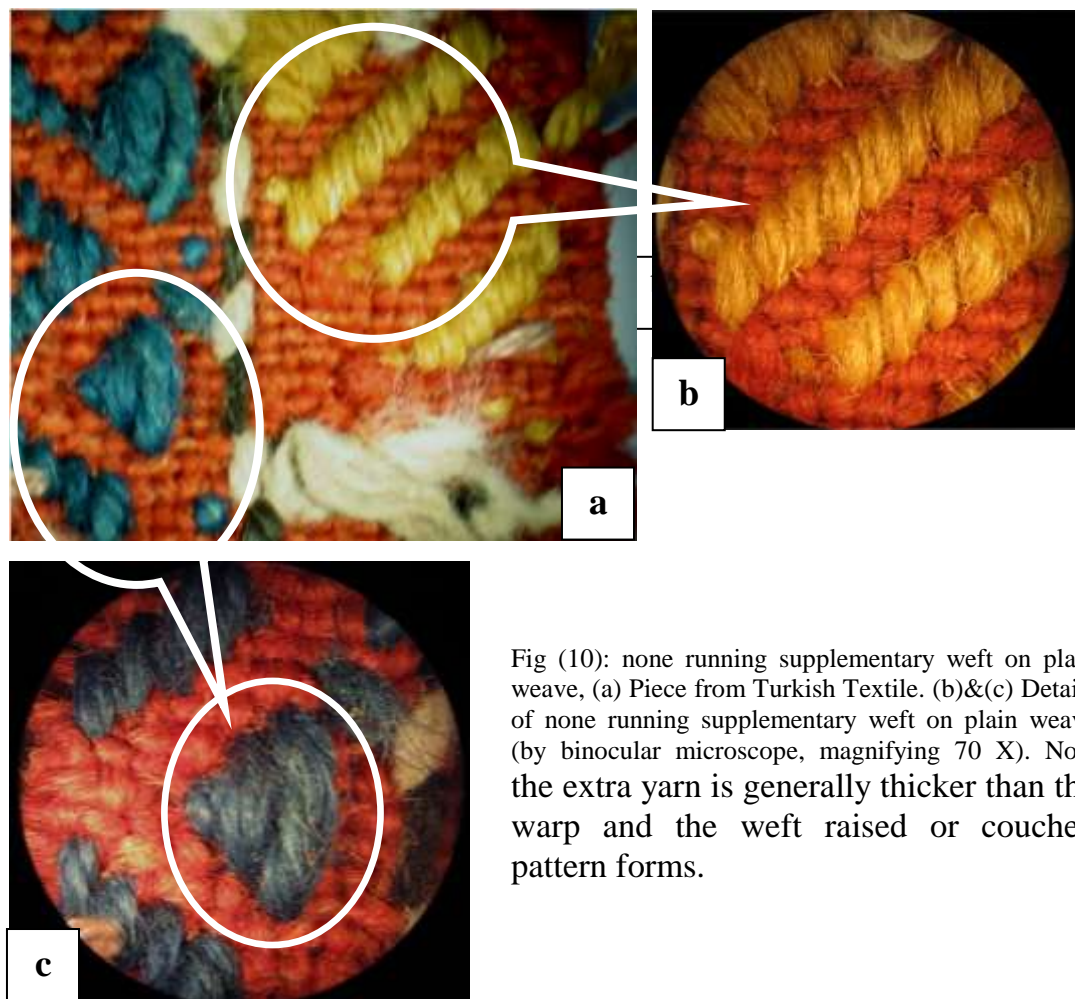 a
b
Fig (10): none running supplementary weft on pla
weave, (a) Piece from Turkish Textile. (b)&(c) Detai
of none running supplementary weft on plain weav
(by binocular microscope, magnifying 70 X). No
the extra yarn is generally thicker than th
warp and the weft raised or couche
pattern forms.
c